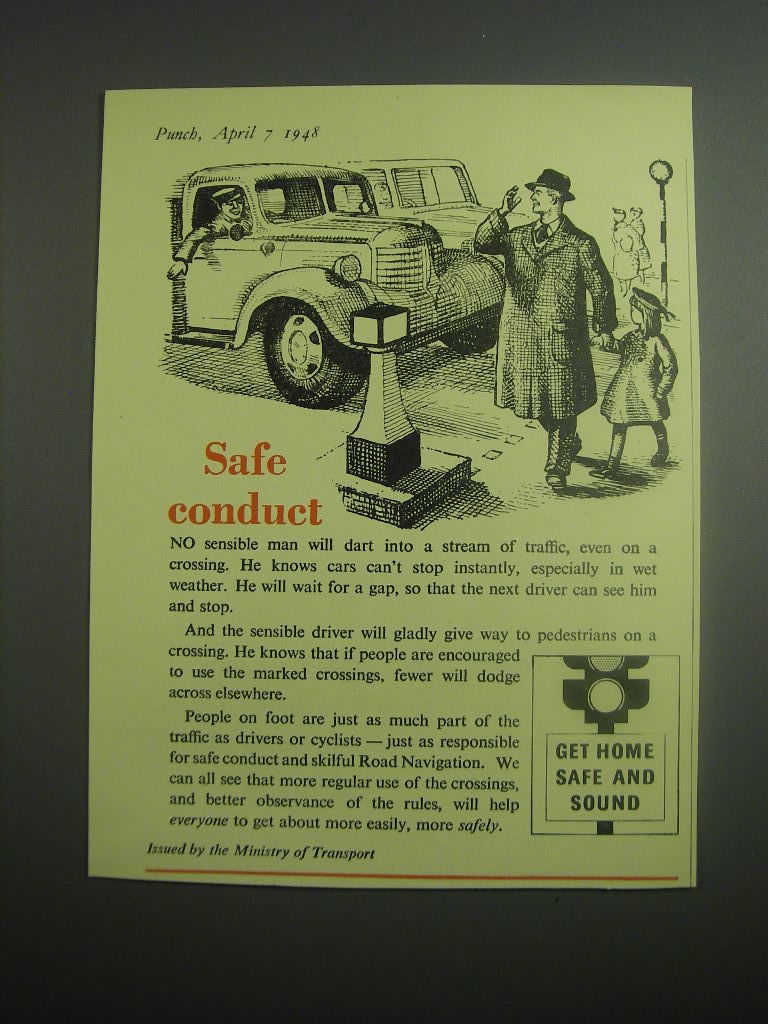 Punch, April 7 1948
Safe
conduct
NO sensible man will dart into a stream of traffic, even on a
crossing. He knows cars can't stop instantly, especially in wet
weather. He will wait for a gap, so that the next driver can see him
and stop.
And the sensible driver will gladly give way to pedestrians on a
crossing. He knows that if people are encouraged
to use the marked crossings, fewer will dodge
across elsewhere.
People on foot are just as much part of the
traffic as drivers or cyclists — just as responsible
for safe conduct and skilful Road Navigation. We
can all see that more regular use of the crossings,
and better observance of the rules, will help
everyone to get about more easily, more safely.
GET HOME
SAFE AND
SOUND
Issued by the Ministry of Transport